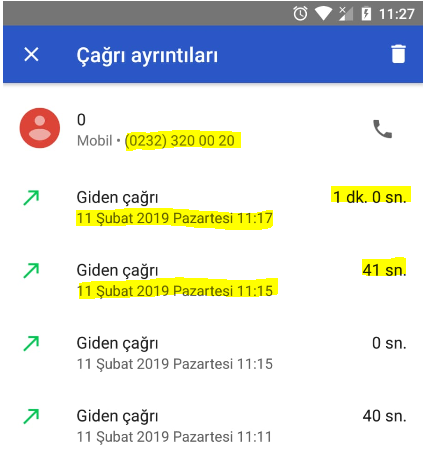 11:27
Çağrı ayrıntıları
0
Mobil • (0232) 320 00 20
Giden çağrı 1 dk. 0 sn.
11 Şubat 2019 Pazartesi 11:17
Giden çağrı 41 sn.
11 Şubat 2019 Pazartesi 11:15
Giden çağrı 0 sn.
11 Şubat 2019 Pazartesi 11:15
Giden çağrı 40 sn.
11 Şubat 2019 Pazartesi 11:11